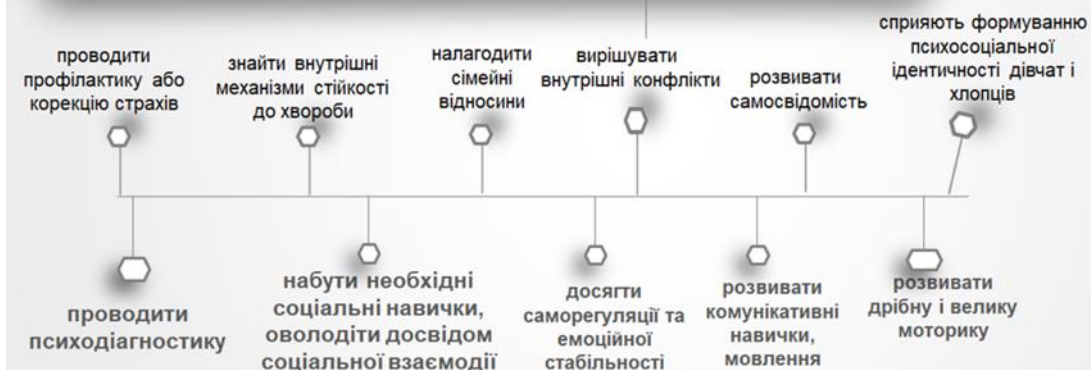 проводити
профілактику або
корекцію страхів
знайти внутрішні
механізми стійкості
до хвороби
налагодити
сімейні
відносини
вирішувати
внутрішні конфлікти
розвивати
самосвідомість
сприяють формуванню
психосоціальної
ідентичності дівчат і
хлопців
проводити
психодіагностику
набути необхідні
соціальні навички,
оволодіти досвідом
соціальної взаємодії
досягти
саморегуляції та
емоційної
стабільності
розвивати
комунікативні
навички,
мовлення
розвивати
дрібну і велику
моторику